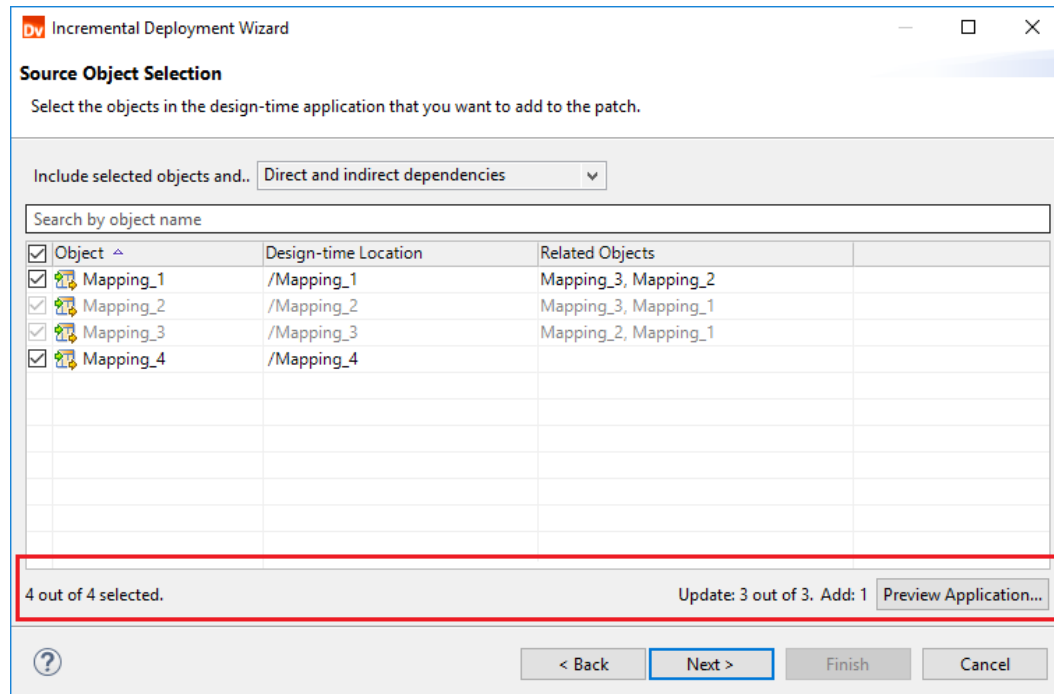 Dv Incremental Deployment Wizard
Source Object Selection
Select the objects in the design-time application that you want to add to the patch.
Include selected objects and.. Direct and indirect dependencies
Search by object name
Object Design-time Location Related Objects
Mapping_1 /Mapping_1 Mapping_3, Mapping_2
Mapping_2 /Mapping_2 Mapping_3, Mapping_1
Mapping_3 /Mapping_3 Mapping_2, Mapping_1
Mapping_4 /Mapping_4
4 out of 4 selected. Update: 3 out of 3. Add: 1 Preview Application...
? < Back Next > Finish Cancel